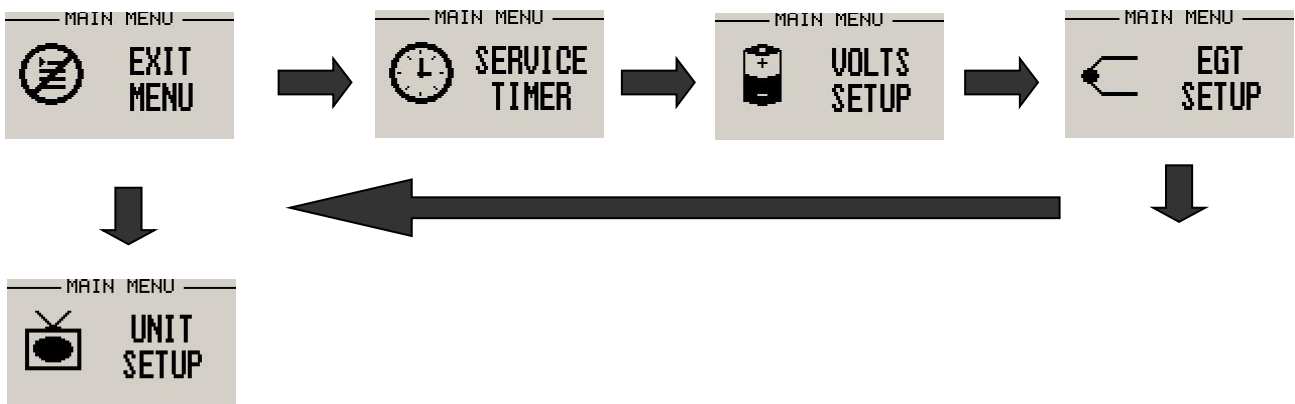 MAIN MENU
EXIT
MENU
MAIN MENU
SERVICE
TIMER
MAIN MENU
+
VOLTS
SETUP
MAIN MENU
EGT
SETUP
MAIN MENU
UNIT
SETUP